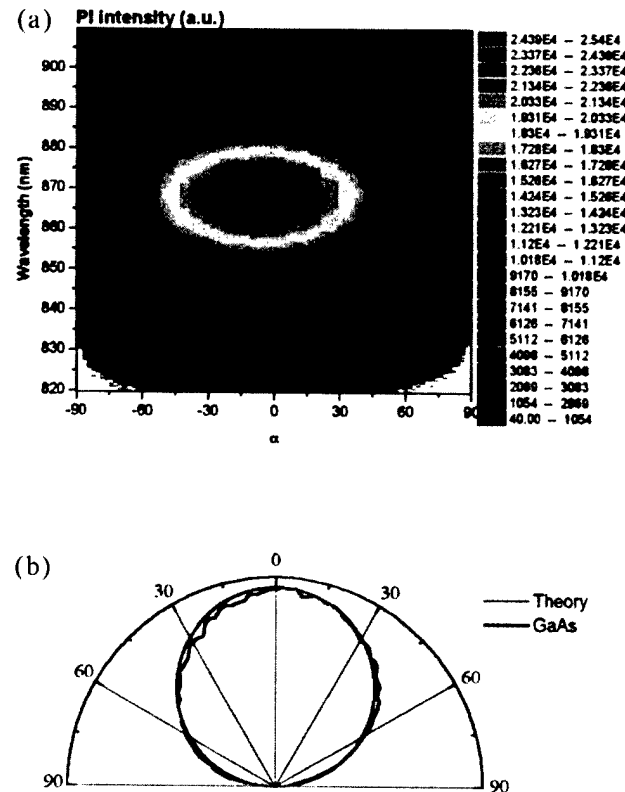 (a) PI intensity (a.u.)
900
890
880
870
860
850
840
830
820
Wavelength (nm)
-90 -60 -30 0 30 60 90
α
2.439E4 – 2.54E4
2.337E4 – 2.439E4
2.236E4 – 2.337E4
2.134E4 – 2.236E4
2.033E4 – 2.134E4
1.931E4 – 2.033E4
1.83E4 – 1.931E4
1.728E4 – 1.83E4
1.627E4 – 1.728E4
1.526E4 – 1.627E4
1.424E4 – 1.526E4
1.323E4 – 1.424E4
1.221E4 – 1.323E4
1.12E4 – 1.221E4
1.018E4 – 1.12E4
9170 – 1.018E4
8155 – 9170
7141 – 8155
6126 – 7141
5112 – 6126
4098 – 5112
3083 – 4098
2069 – 3083
1054 – 2069
40.00 – 1054
(b)
0
30 30
60 60
90 90
Theory
GaAs